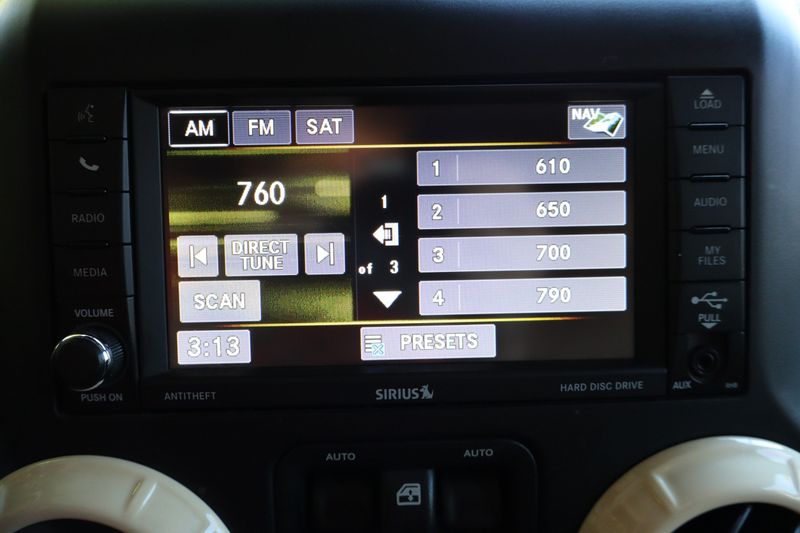 AM FM SAT NAV
760
DIRECT TUNE
SCAN
3:13
1
of 3
1 610
2 650
3 700
4 790
PRESETS
RADIO
MEDIA
VOLUME
PUSH ON
LOAD
MENU
AUDIO
MY FILES
PULL
AUX RHB
ANTITHEFT
SIRIUS
HARD DISC DRIVE
AUTO AUTO